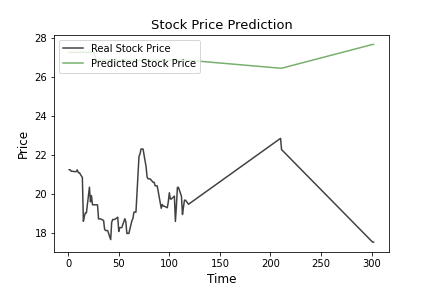 Stock Price Prediction
Real Stock Price
Predicted Stock Price
Price
28
26
24
22
20
18
0 50 100 150 200 250 300
Time